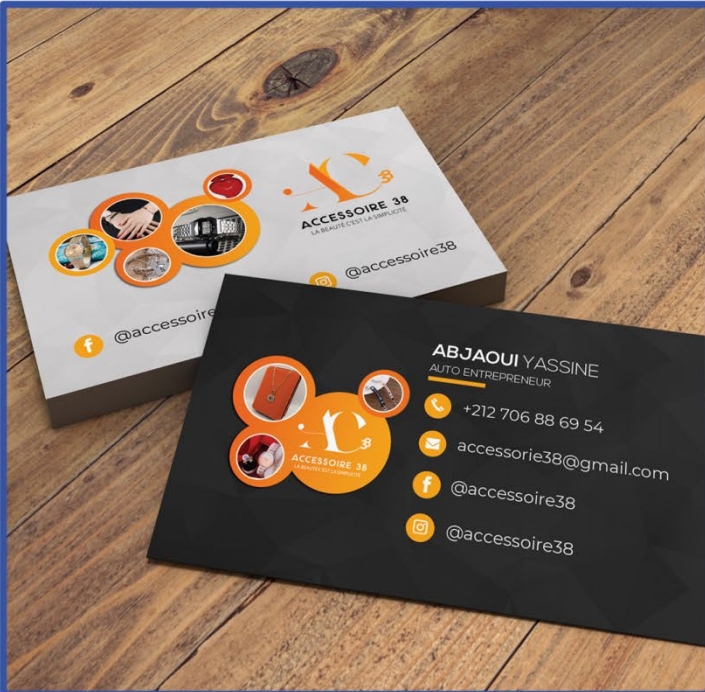 AC38
ACCESSOIRE 38
LA BEAUTÉ C'EST LA SIMPLICITÉ
@accessoire38
@accessoire
ABJAOUI YASSINE
AUTO ENTREPRENEUR
+212 706 88 69 54
accessorie38@gmail.com
@accessoire38
@accessoire38
AC38
ACCESSOIRE 38
LA BEAUTÉ C'EST LA SIMPLICITÉ